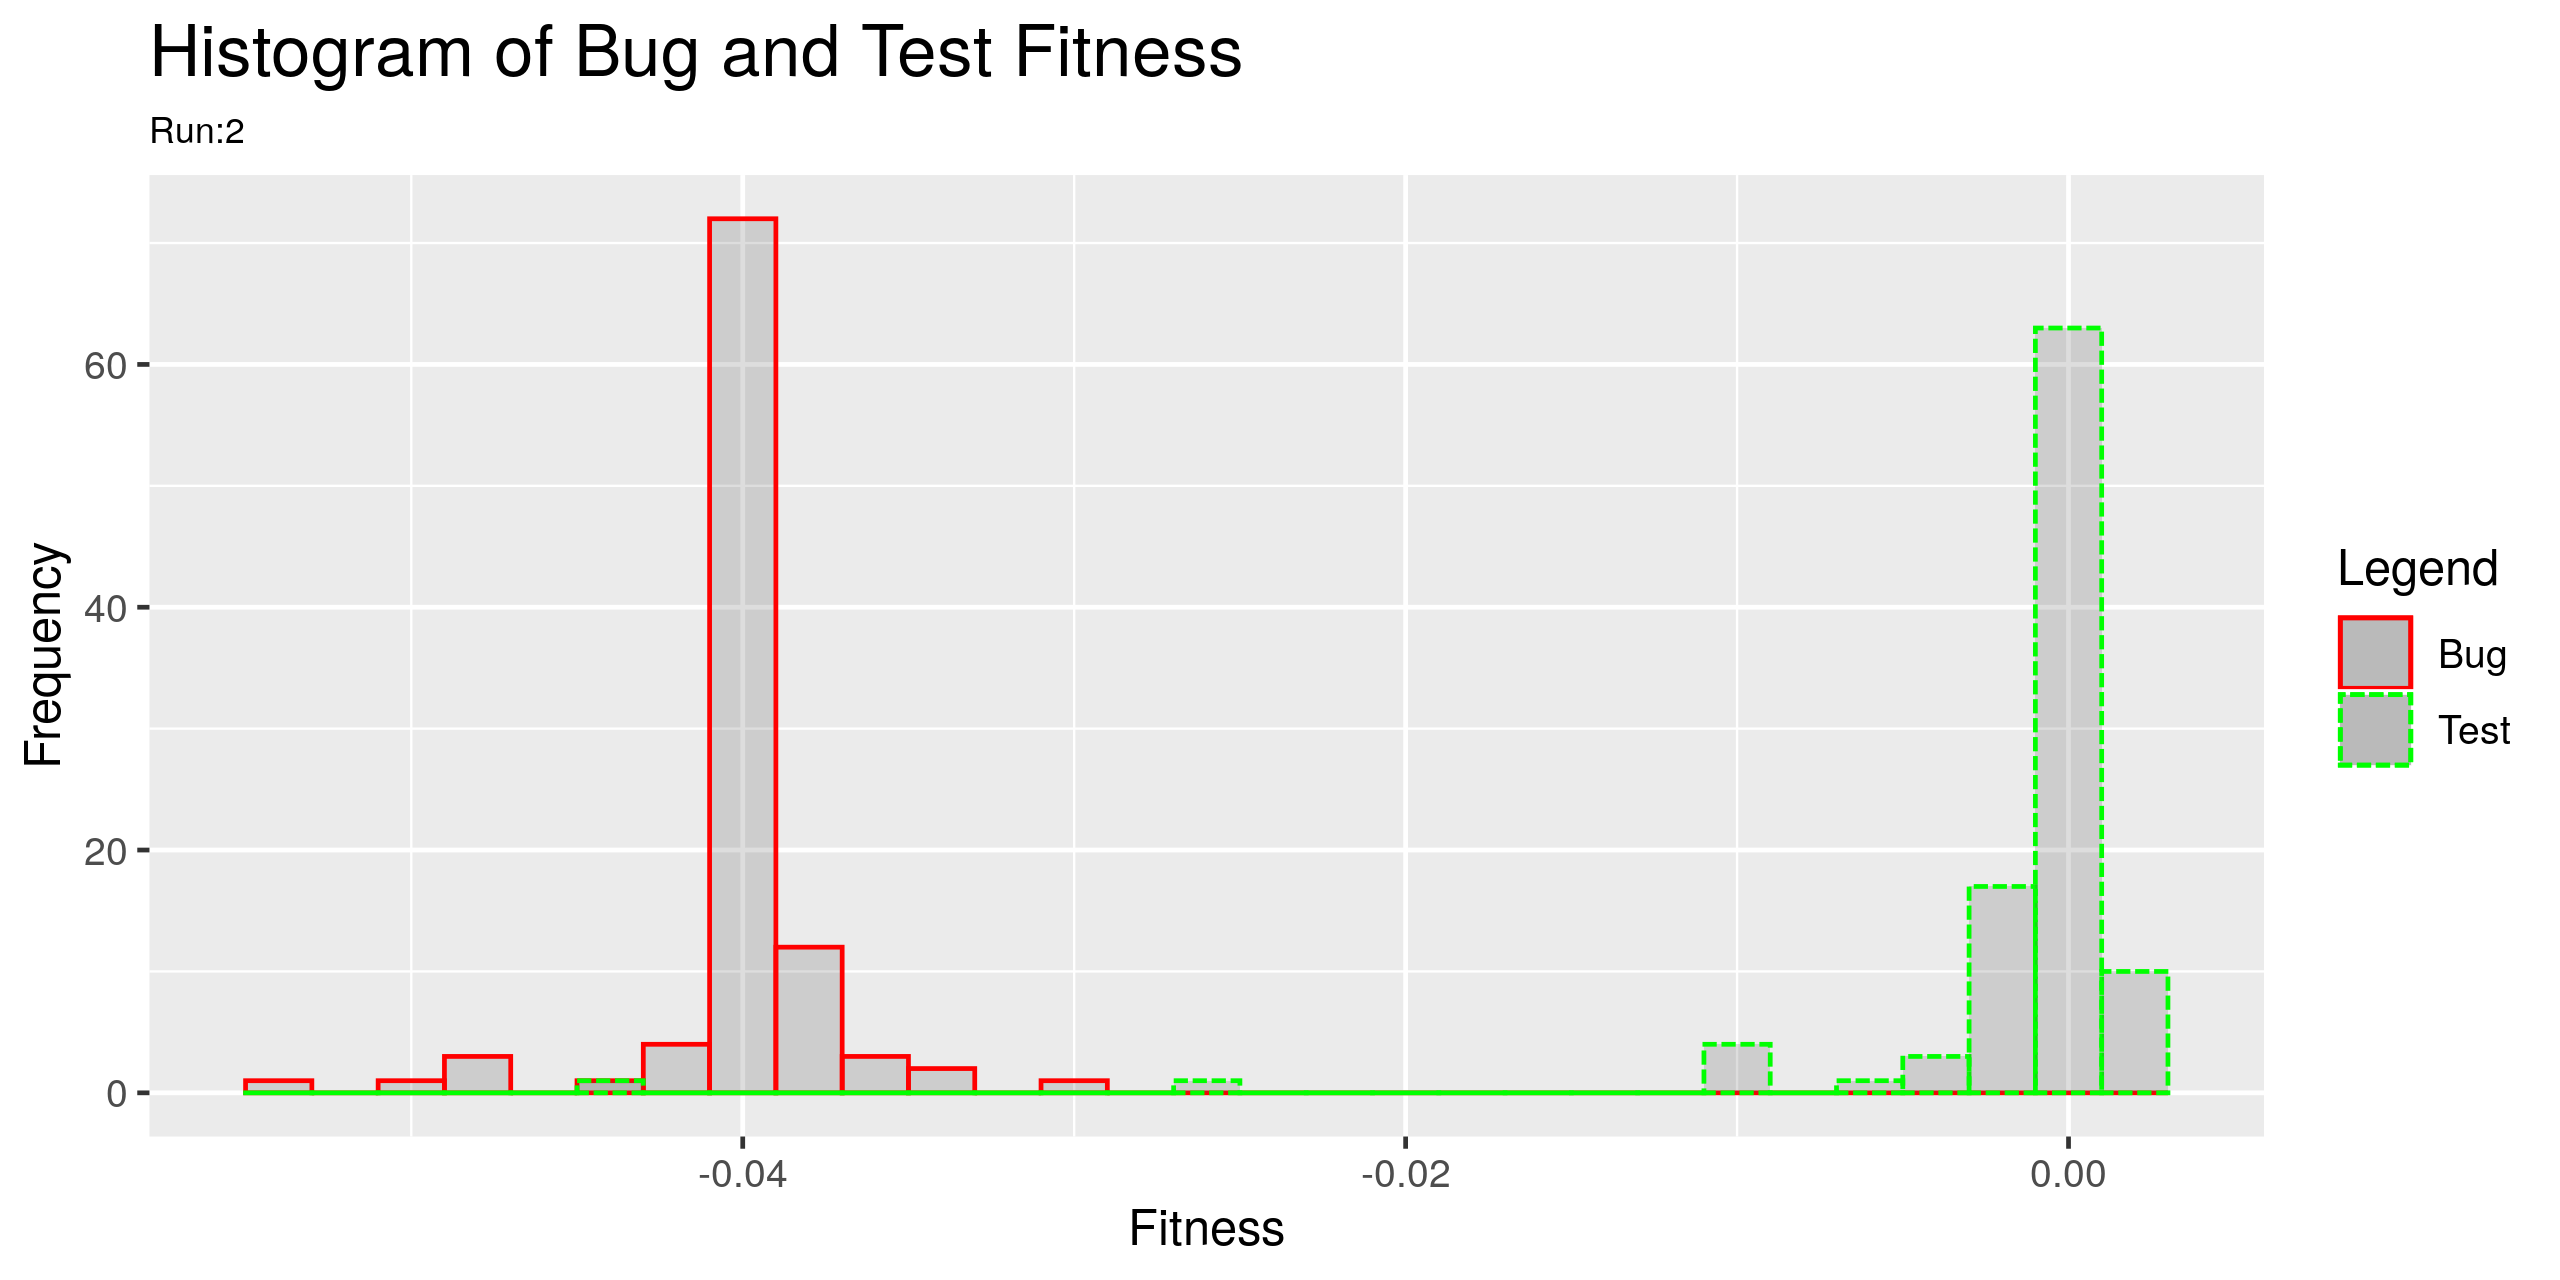 Histogram of Bug and Test Fitness
Run:2
Frequency
60
40
20
0
-0.04
-0.02
0.00
Fitness
Legend
Bug
Test